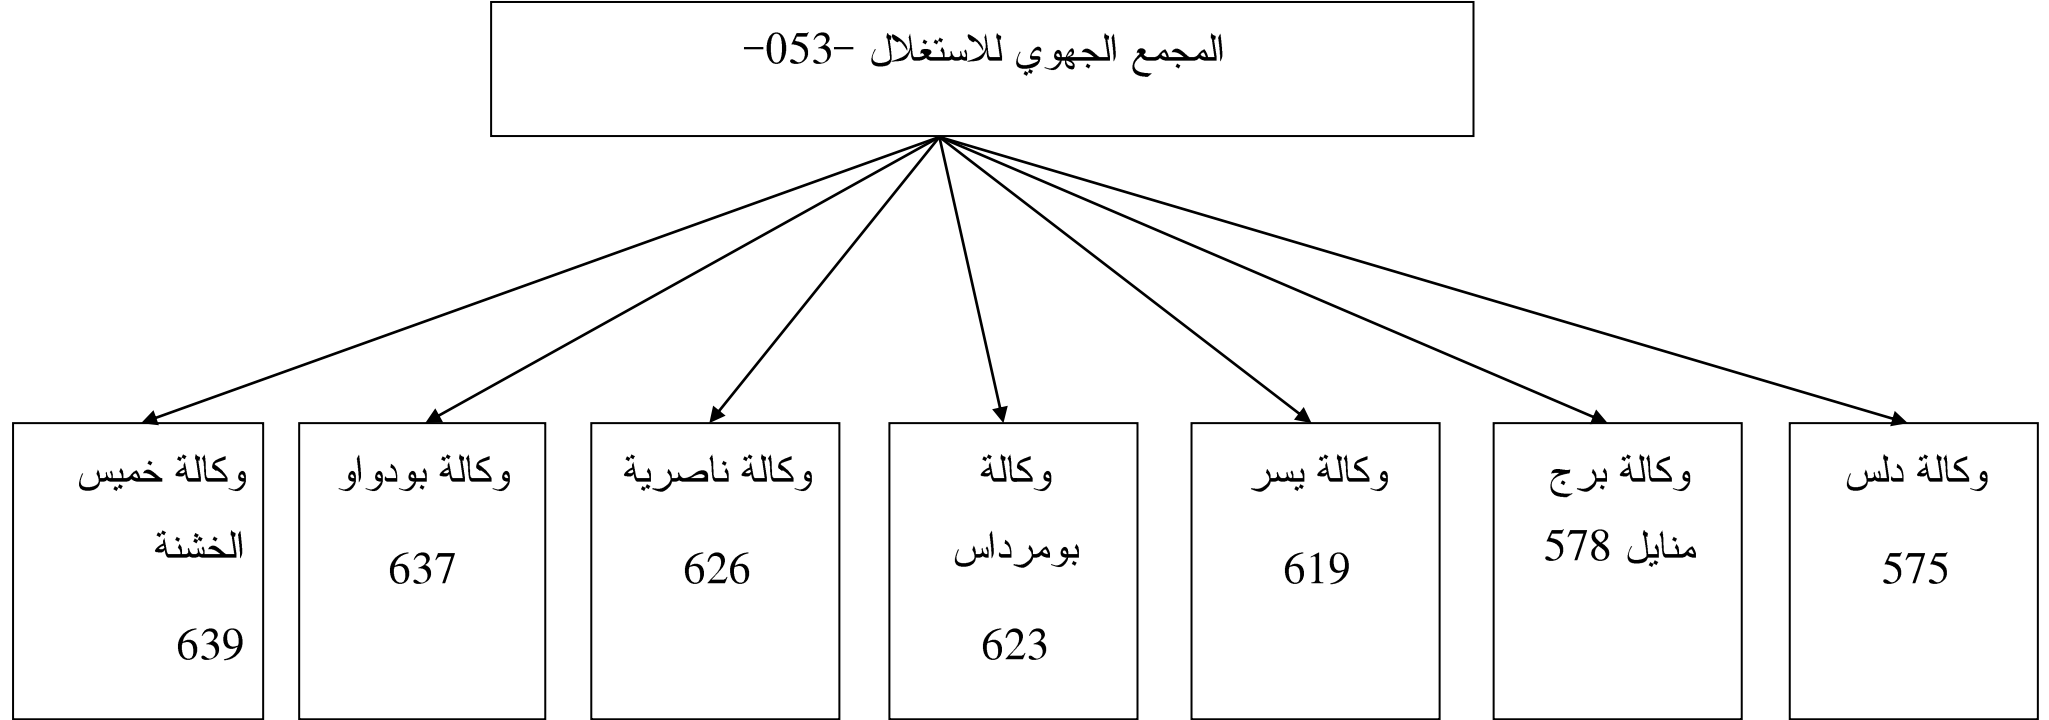 المجمع الجهوي للاستغلال -053-
وكالة دلس
575
وكالة برج
منايل 578
وكالة يسر
619
وكالة
بومرداس
623
وكالة ناصرية
626
وكالة بودواو
637
وكالة خميس
الخشنة
639